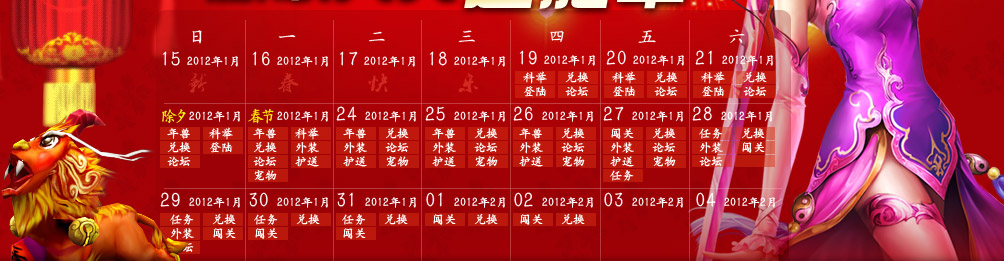 日 一 二 三 四 五 六
15 2012年1月 16 2012年1月 17 2012年1月 18 2012年1月 19 2012年1月 20 2012年1月 21 2012年1月
新 春 快 乐 科举 兑换 科举 兑换 科举 兑换
登陆 论坛 登陆 论坛 登陆 论坛
除夕 2012年1月 春节 2012年1月 24 2012年1月 25 2012年1月 26 2012年1月 27 2012年1月 28 2012年1月
年兽 科举 年兽 科举 年兽 兑换 年兽 兑换 年兽 兑换 闯关 兑换 任务 兑换
兑换 登陆 兑换 外装 外装 论坛 外装 论坛 外装 论坛 外装 论坛 外装 闯关
论坛 论坛 护送 护送 宠物 护送 宠物 护送 宠物 护送 宠物 论坛
宠物 任务
29 2012年1月 30 2012年1月 31 2012年1月 01 2012年2月 02 2012年2月 03 2012年2月 04 2012年2月
任务 兑换 任务 兑换 任务 兑换 闯关 兑换 闯关 兑换
外装 闯关 闯关 闯关
坛